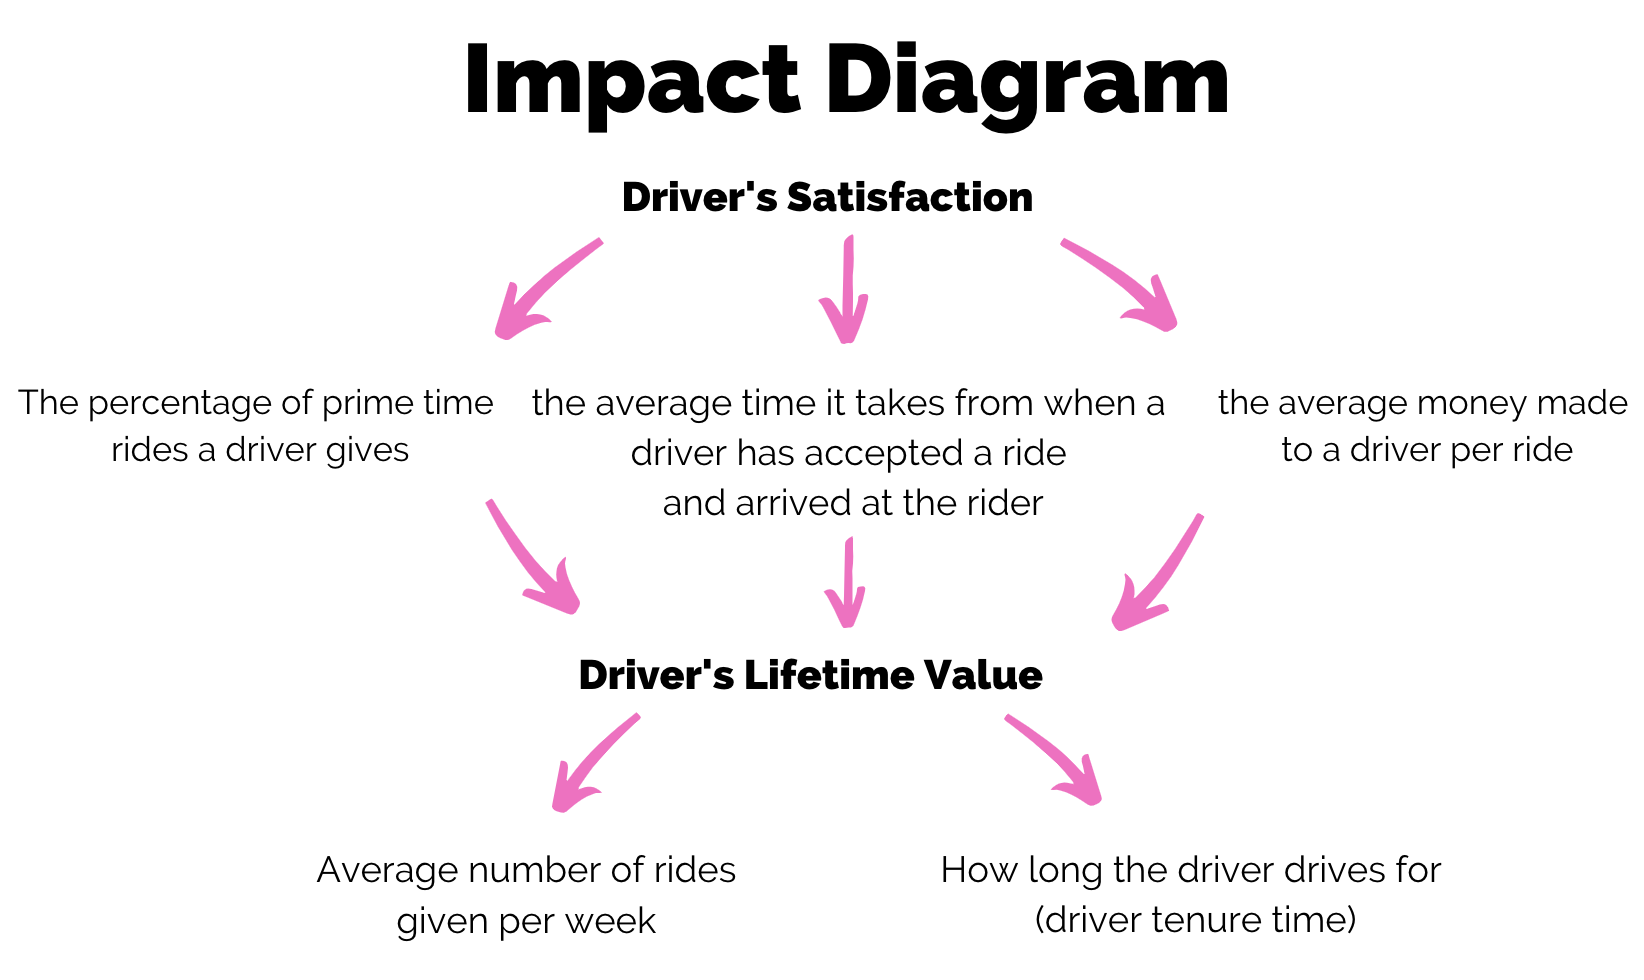 Impact Diagram
Driver's Satisfaction
The percentage of prime time
rides a driver gives
the average time it takes from when a
driver has accepted a ride
and arrived at the rider
the average money made
to a driver per ride
Driver's Lifetime Value
Average number of rides
given per week
How long the driver drives for
(driver tenure time)